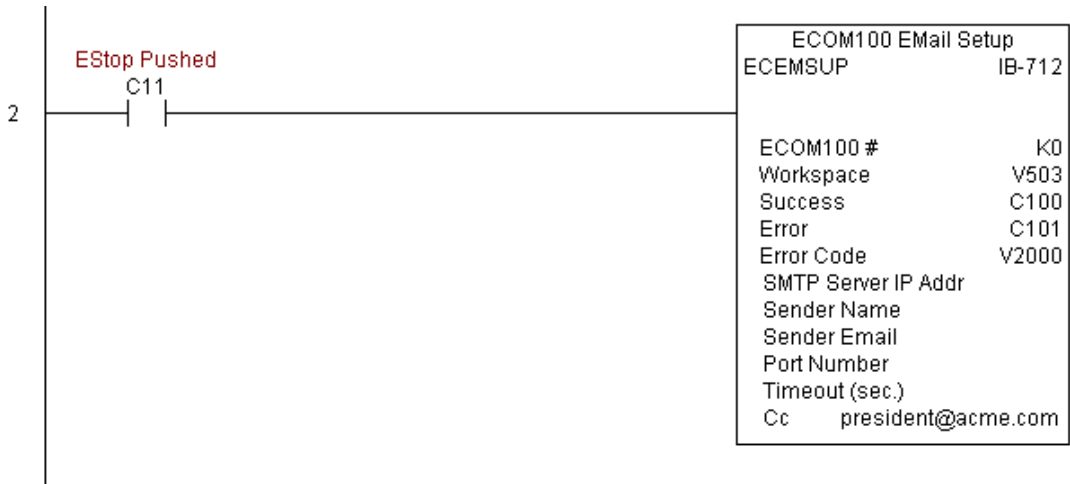 EStop Pushed
C11
2
ECOM100 EMail Setup
ECEMSUP IB-712
ECOM100 # K0
Workspace V503
Success C100
Error C101
Error Code V2000
SMTP Server IP Addr
Sender Name
Sender Email
Port Number
Timeout (sec.)
Cc president@acme.com